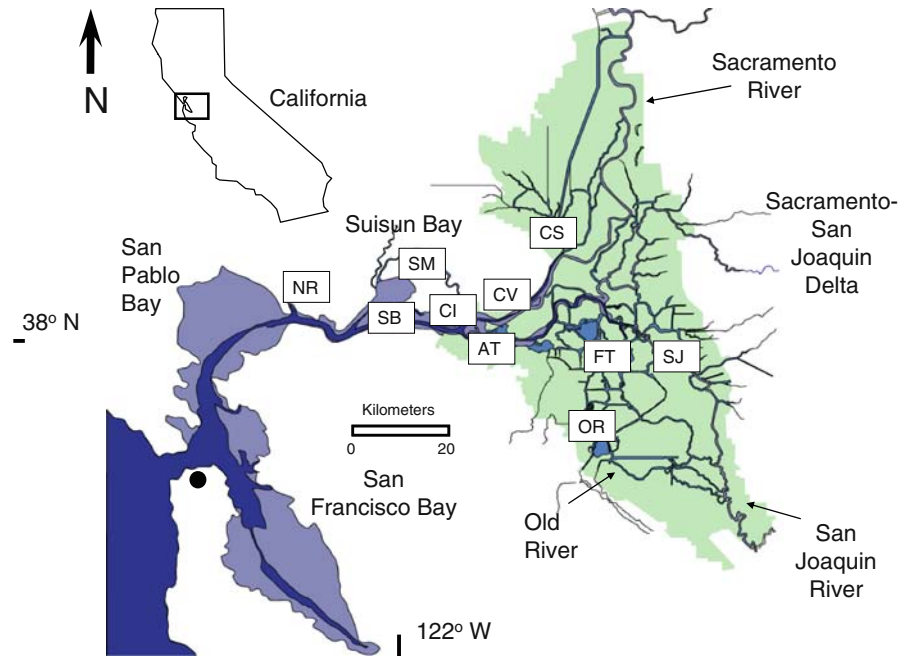 N
California
Sacramento
River
Suisun Bay
San
Pablo
Bay
Sacramento-
San
Joaquin
Delta
CS
SM
NR
CV
CI
SB
38° N
AT
FT
SJ
Kilometers
0 20
OR
San
Francisco Bay
Old
River
San
Joaquin
River
122° W